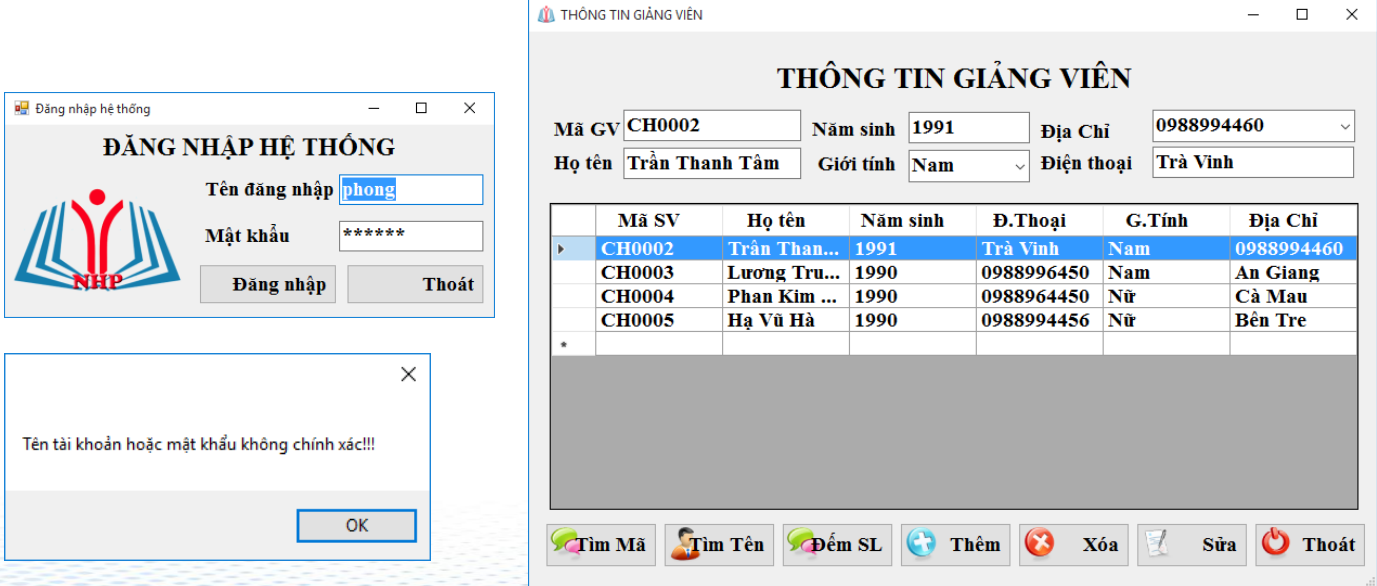 Đăng nhập hệ thống
ĐĂNG NHẬP HỆ THỐNG
Tên đăng nhập phong
Mật khẩu ******
NHP
Đăng nhập Thoát
Tên tài khoản hoặc mật khẩu không chính xác!!!
OK
THÔNG TIN GIẢNG VIÊN
THÔNG TIN GIẢNG VIÊN
Mã GV CH0002 Năm sinh 1991 Địa Chỉ 0988994460
Họ tên Trần Thanh Tâm Giới tính Nam Điện thoại Trà Vinh
Mã SV Họ tên Năm sinh Đ.Thoại G.Tính Địa Chỉ
CH0002 Trần Than... 1991 Trà Vinh Nam 0988994460
CH0003 Lương Tru... 1990 0988996450 Nam An Giang
CH0004 Phan Kim ... 1990 0988964450 Nữ Cà Mau
CH0005 Hạ Vũ Hà 1990 0988994456 Nữ Bến Tre
*
Tìm Mã Tìm Tên Đếm SL Thêm Xóa Sửa Thoát